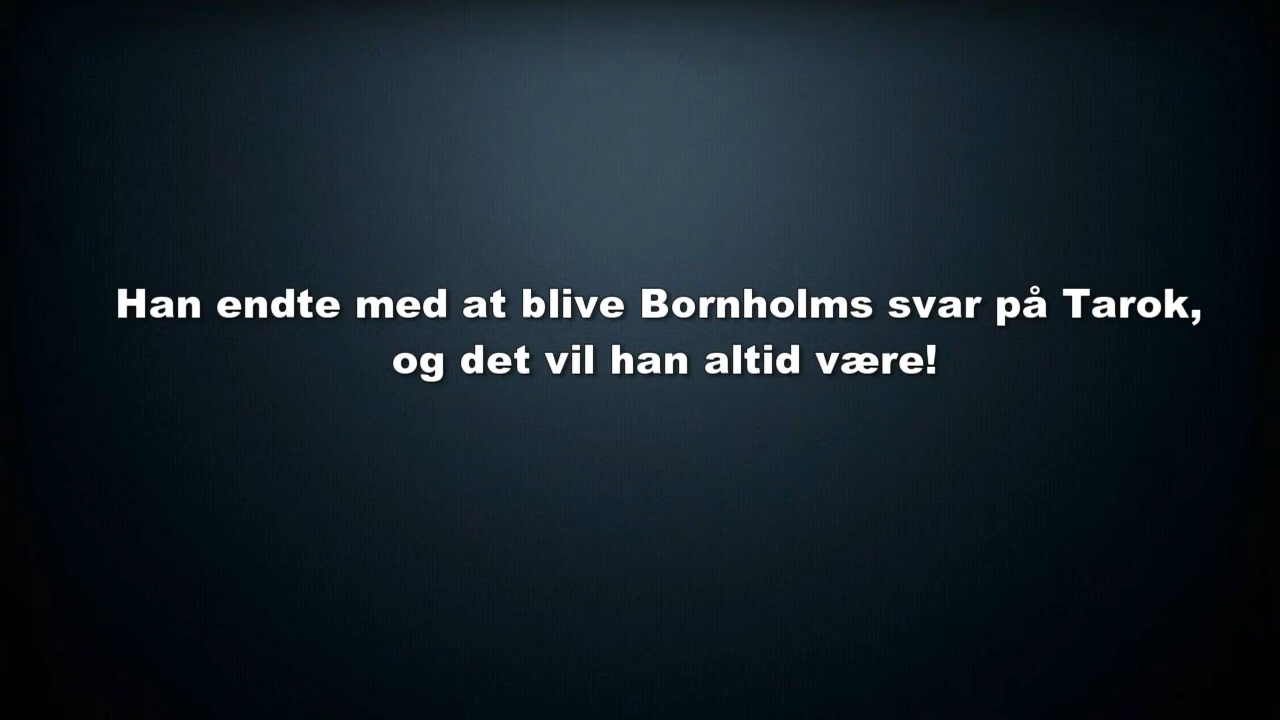 Han endte med at blive Bornholms svar på Tarok,
og det vil han altid være!